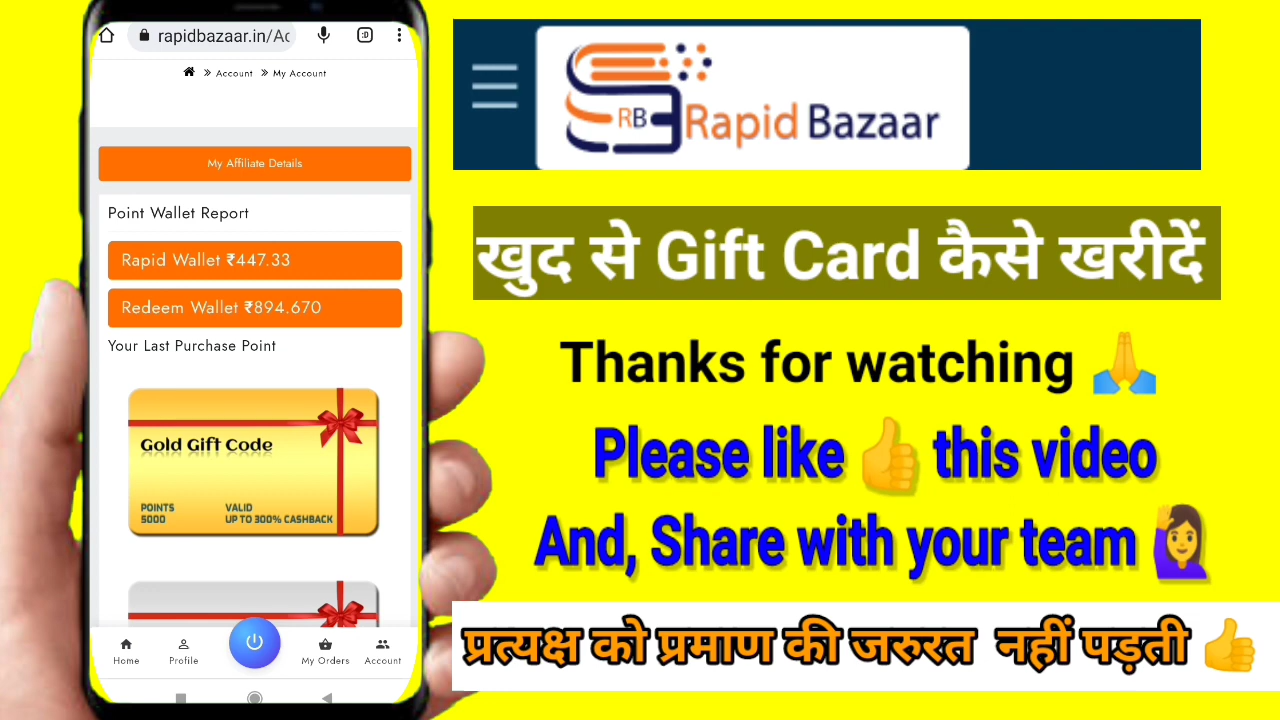 rapidbazaar.in/Ac
Account
My Account
My Affiliate Details
Point Wallet Report
Rapid Wallet ₹447.33
Redeem Wallet ₹894.670
Your Last Purchase Point
Gold Gift Code
POINTS
5000
VALID
UP TO 300% CASHBACK
Home
Profile
My Orders
Account
RB
Rapid Bazaar
खुद से Gift Card कैसे खरीदें
Thanks for watching 🙏
Please like 👍 this video
And, Share with your team 🙋‍♀️
प्रत्यक्ष को प्रमाण की जरुरत नहीं पड़ती 👍